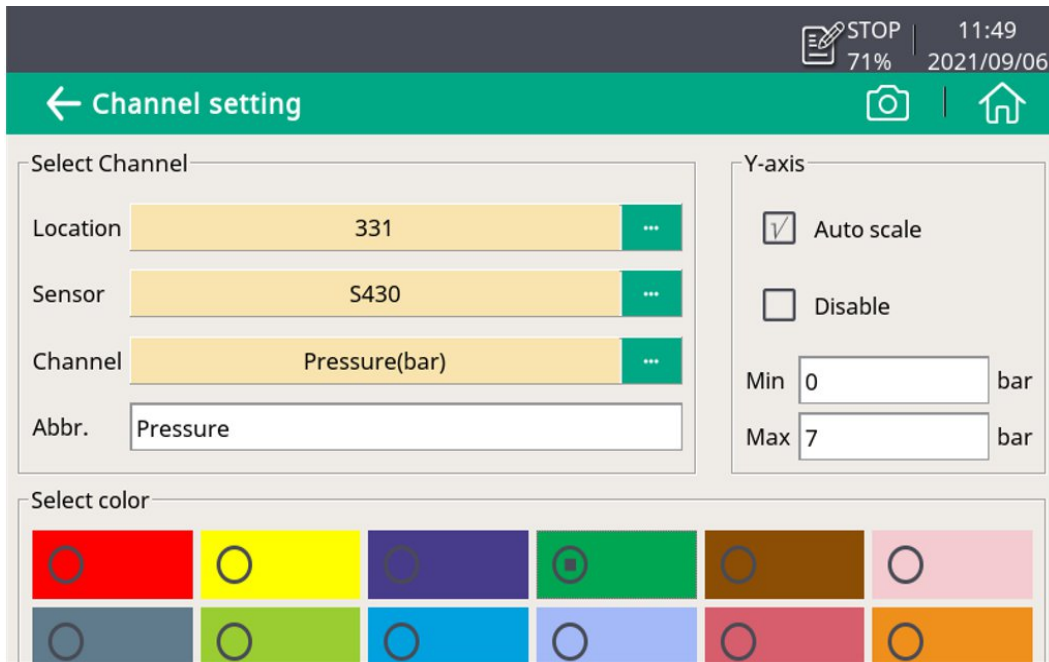 STOP 11:49
71% 2021/09/06
Channel setting
Select Channel
Location 331 ...
Sensor S430 ...
Channel Pressure(bar) ...
Abbr. Pressure
Y-axis
√ Auto scale
Disable
Min 0 bar
Max 7 bar
Select color